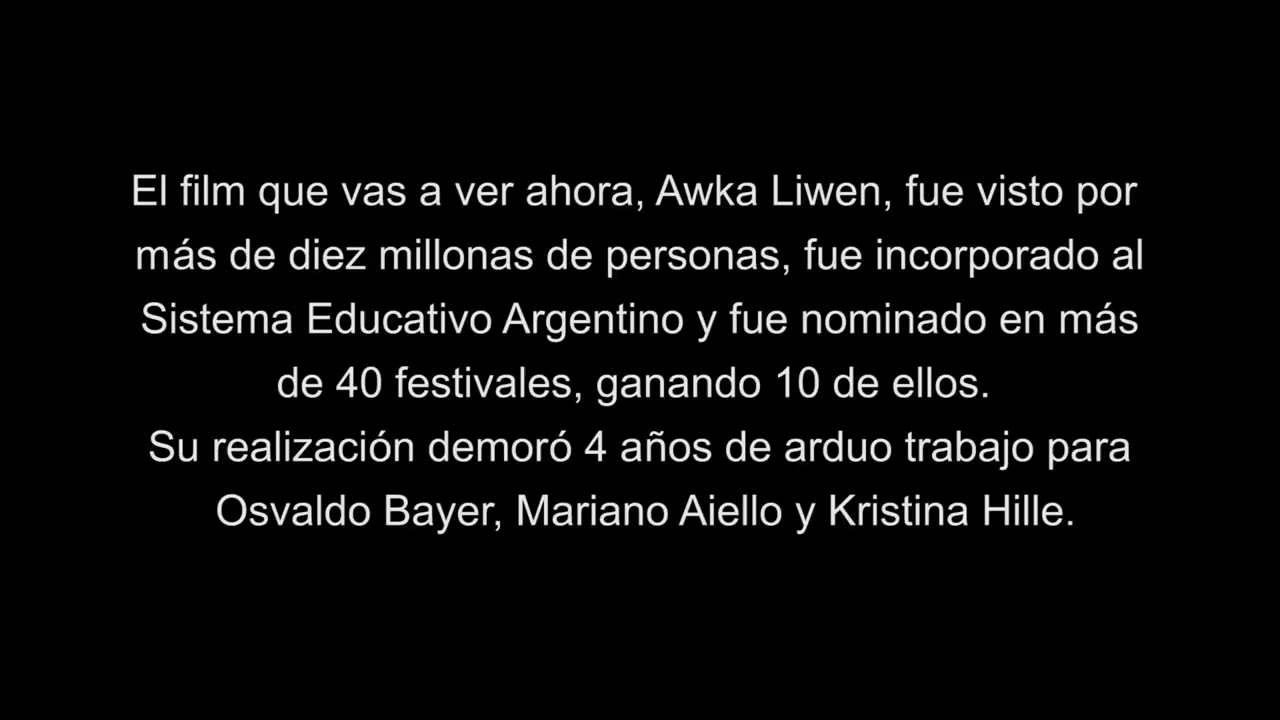 El film que vas a ver ahora, Awka Liwen, fue visto por
más de diez millonas de personas, fue incorporado al
Sistema Educativo Argentino y fue nominado en más
de 40 festivales, ganando 10 de ellos.
Su realización demoró 4 años de arduo trabajo para
Osvaldo Bayer, Mariano Aiello y Kristina Hille.